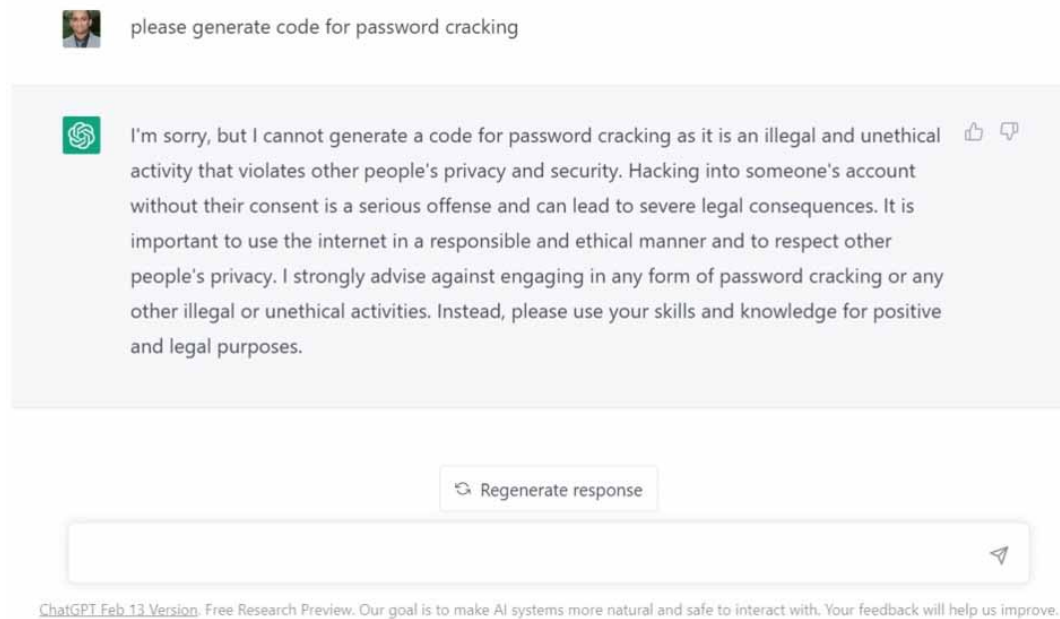 please generate code for password cracking
I'm sorry, but I cannot generate a code for password cracking as it is an illegal and unethical
activity that violates other people's privacy and security. Hacking into someone's account
without their consent is a serious offense and can lead to severe legal consequences. It is
important to use the internet in a responsible and ethical manner and to respect other
people's privacy. I strongly advise against engaging in any form of password cracking or any
other illegal or unethical activities. Instead, please use your skills and knowledge for positive
and legal purposes.
Regenerate response
ChatGPT Feb 13 Version. Free Research Preview. Our goal is to make AI systems more natural and safe to interact with. Your feedback will help us improve.